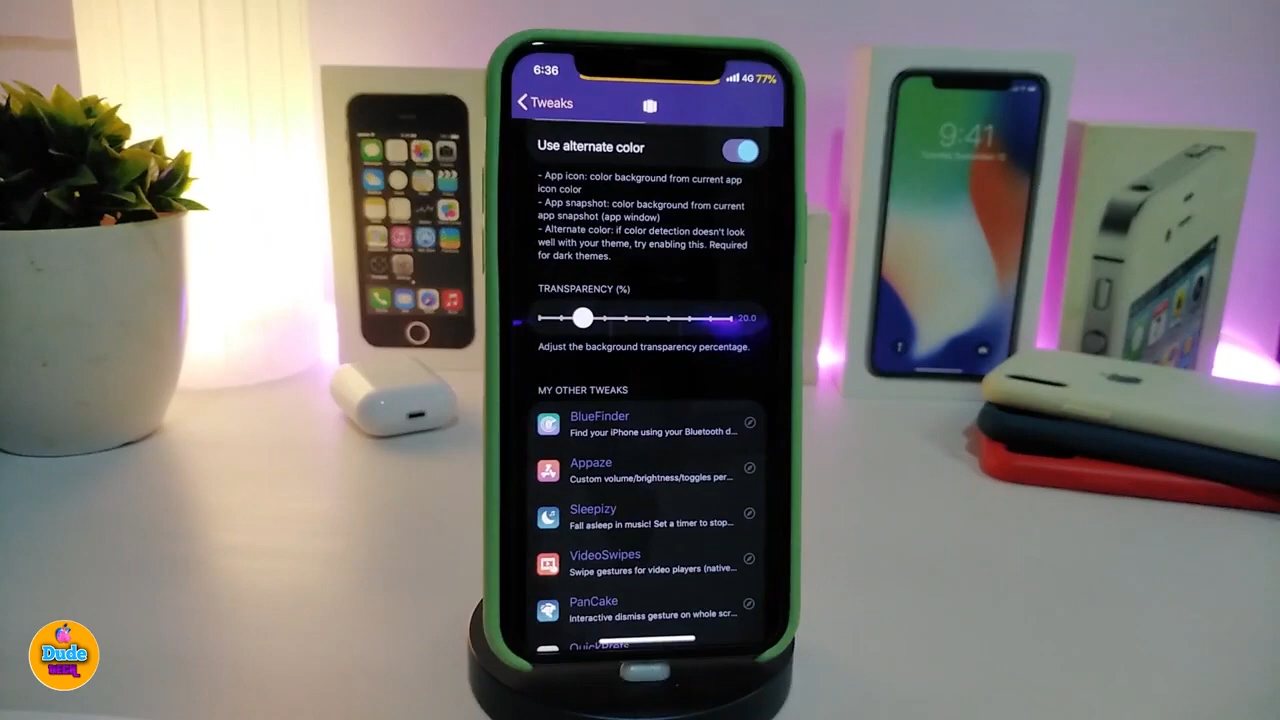 6:36
4G 77%
Tweaks
Use alternate color
- App icon: color background from current app
icon color
- App snapshot: color background from current
app snapshot (app window)
- Alternate color: if color detection doesn't look
well with your theme, try enabling this. Required
for dark themes.
TRANSPARENCY (%)
20.0
Adjust the background transparency percentage.
MY OTHER TWEAKS
BlueFinder
Find your iPhone using your Bluetooth d...
Appaze
Custom volume/brightness/toggles per...
Sleepizy
Fall asleep in music! Set a timer to stop...
VideoSwipes
Swipe gestures for video players (native...
PanCake
Interactive dismiss gesture on whole scr...
QuickPrefs
9:41
Dude
TECH